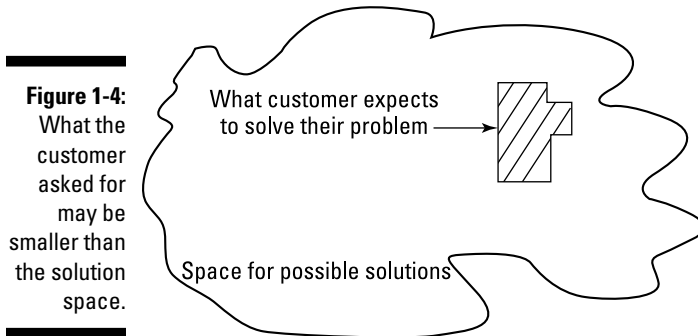 Figure 1-4:
What the
customer
asked for
may be
smaller than
the solution
space.
What customer expects
to solve their problem
Space for possible solutions